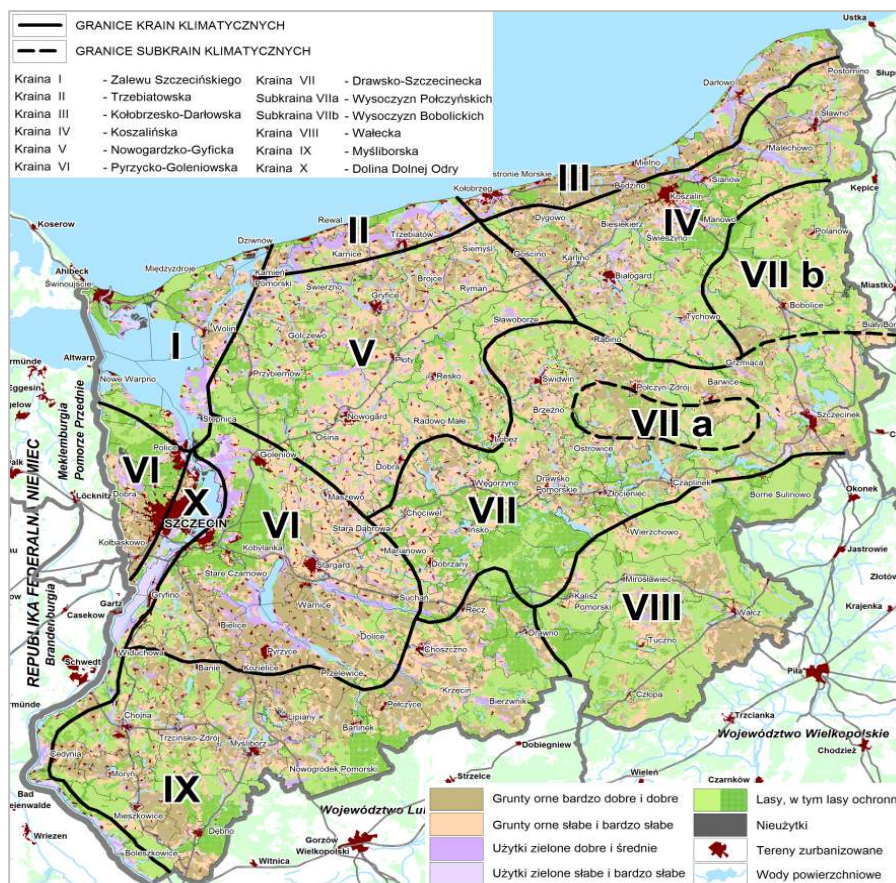 GRANICE KRAIN KLIMATYCZNYCH
GRANICE SUBKRAIN KLIMATYCZNYCH
Kraina I - Zalewu Szczecińskiego
Kraina II - Trzebiatowska
Kraina III - Kołobrzesko-Darłowska
Kraina IV - Koszalińska
Kraina V - Nowogardzko-Gyficka
Kraina VI - Pyrzycko-Goleniowska
Kraina VII - Drawsko-Szczecinecka
Subkraina VIIa - Wysoczyzn Połczyńskich
Subkraina VIIb - Wysoczyzn Bobolickich
Kraina VIII - Wałecka
Kraina IX - Myśliborska
Kraina X - Dolina Dolnej Odry
Ustka
Postomino
Darłowo
Słup
Sławno
Malechowo
Mielno
Sianów
Kępice
stronie Morskie
Będzino
Kołobrzeg
III
Koszalin
Koserow
Rewal
II
Dygowo
IV
Manowo
Dziwnów
Trzebiatów
Biesiekierz
Świeszyno
Polanów
Karnice
Siemyśl
Gościno
Międzyzdroje
Kamień Pomorski
Karlino
Ahlbeck
Świnoujście
Świerzno
Brojce
Rymań
Białogard
VII b
Miastko
Gryfice
Bobolice
Wolin
Golczewo
Sławoborze
Tychowo
Biały Bór
I
V
Rąbino
Altwarp
Płoty
Grzmiąca
Przybiernów
Resko
Świdwin
Połczyn-Zdrój
Barwice
Eggesin
Nowe Warpno
Szczecinek
Stepnica
Nowogard
Radowo Małe
Brzeżno
VII a
Osina
Łobez
Police
Goleniów
Ostrowice
VI
Dobra
Meklemburgia
Pomorze Przednie
Węgorzyno
Drawsko Pomorskie
Czaplinek
Okonek
Löcknitz
Dobra
X
Maszewo
Złocieniec
Borne Sulinowo
SZCZECIN
VI
Chociwel
VII
Ińsko
Stara Dąbrowa
Wierzchowo
Kołbaskowo
Kobylanka
Marianowo
Jastrowie
Stargard
Dobrzany
REPUBLIKA FEDERALNA NIEMIEC
Brandenburgia
Stare Czarnowo
Mirosławiec
Złotów
Gartz
Suchań
Kalisz Pomorski
VIII
Krajenka
Casekow
Gryfino
Warnice
Recz
Wałcz
Bielice
Dolice
Drawno
Tuczno
Schwedt
Widuchowa
Pyrzyce
Choszczno
Piła
Banie
Kozielice
Przelewice
Krzęcin
Człopa
Pełczyce
Bierzwnik
Chojna
Lipiany
Trzcianka
Trzcińsko-Zdrój
Barlinek
Województwo Wielkopolskie
Cedynia
Myślibórz
Dobiegniew
Chodzież
Moryń
Nowogródek Pomorski
Bad
IX
Strzelce
Wieleń
Czarnków
Mieszkowice
Województwo Lu
Wriezen
Dębno
Gorzów Wielkopolski
Boleszkowice
Witnica
Grunty orne bardzo dobre i dobre
Grunty orne słabe i bardzo słabe
Użytki zielone dobre i średnie
Użytki zielone słabe i bardzo słabe
Lasy, w tym lasy ochronn
Nieużytki
Tereny zurbanizowane
Wody powierzchniowe